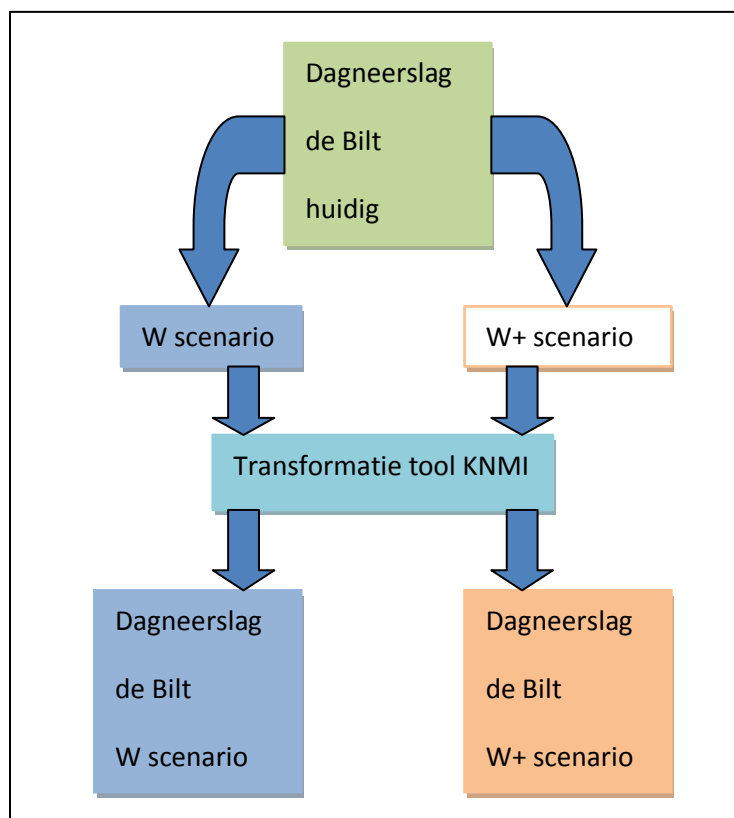 Dagneerslag
de Bilt
huidig
W scenario
W+ scenario
Transformatie tool KNMI
Dagneerslag
de Bilt
W scenario
Dagneerslag
de Bilt
W+ scenario